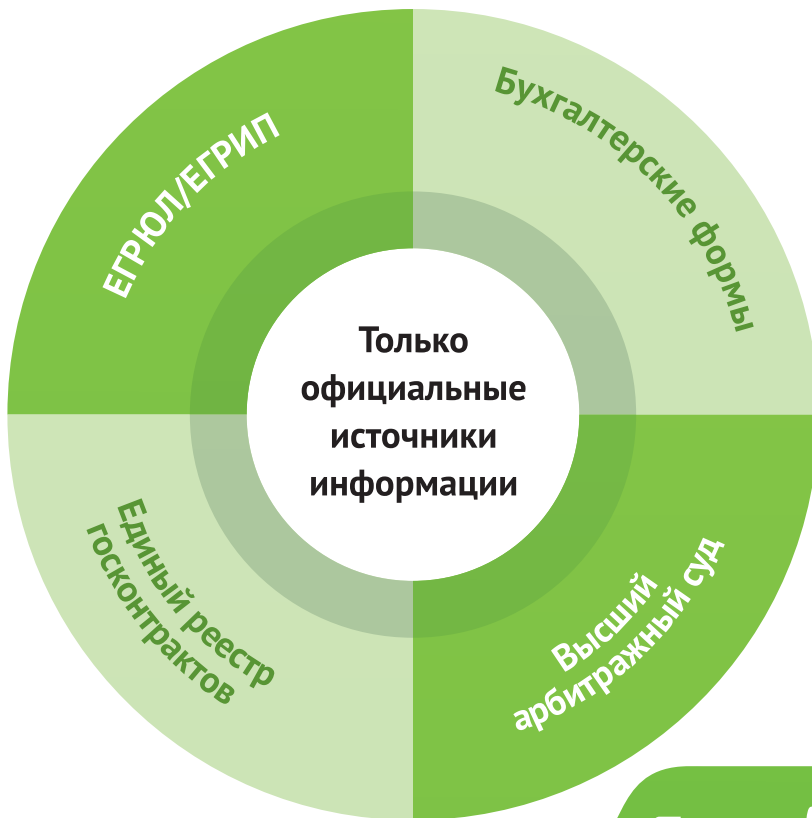 ЕГРЮЛ/ЕГРИП
Бухгалтерские формы
Только
официальные
источники
информации
Единый реестр
госконтрактов
Высший
арбитражный суд